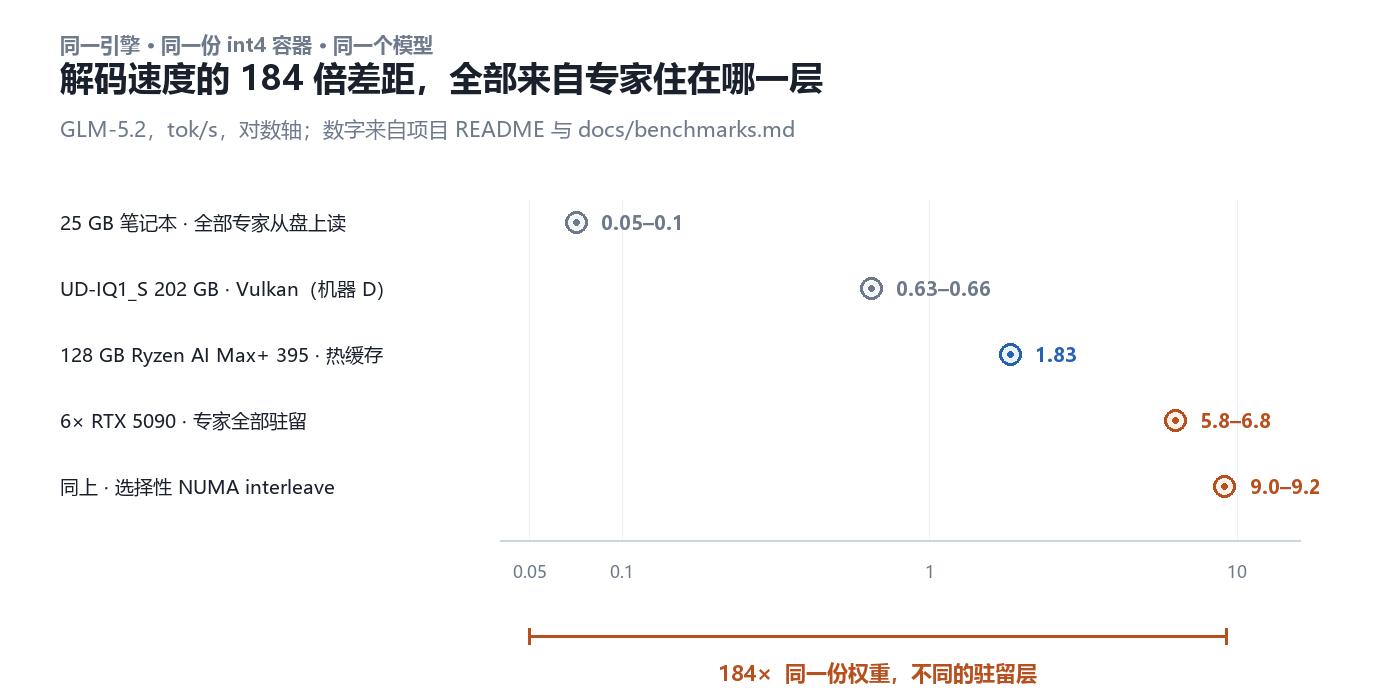 同一引擎 • 同一份 int4 容器 • 同一个模型
解码速度的 184 倍差距，全部来自专家住在哪一层
GLM-5.2，tok/s，对数轴；数字来自项目 README 与 docs/benchmarks.md
25 GB 笔记本 · 全部专家从盘上读 0.05–0.1
UD-IQ1_S 202 GB · Vulkan（机器 D） 0.63–0.66
128 GB Ryzen AI Max+ 395 · 热缓存 1.83
6× RTX 5090 · 专家全部驻留 5.8–6.8
同上 · 选择性 NUMA interleave 9.0–9.2
0.05 0.1 1 10
184× 同一份权重，不同的驻留层